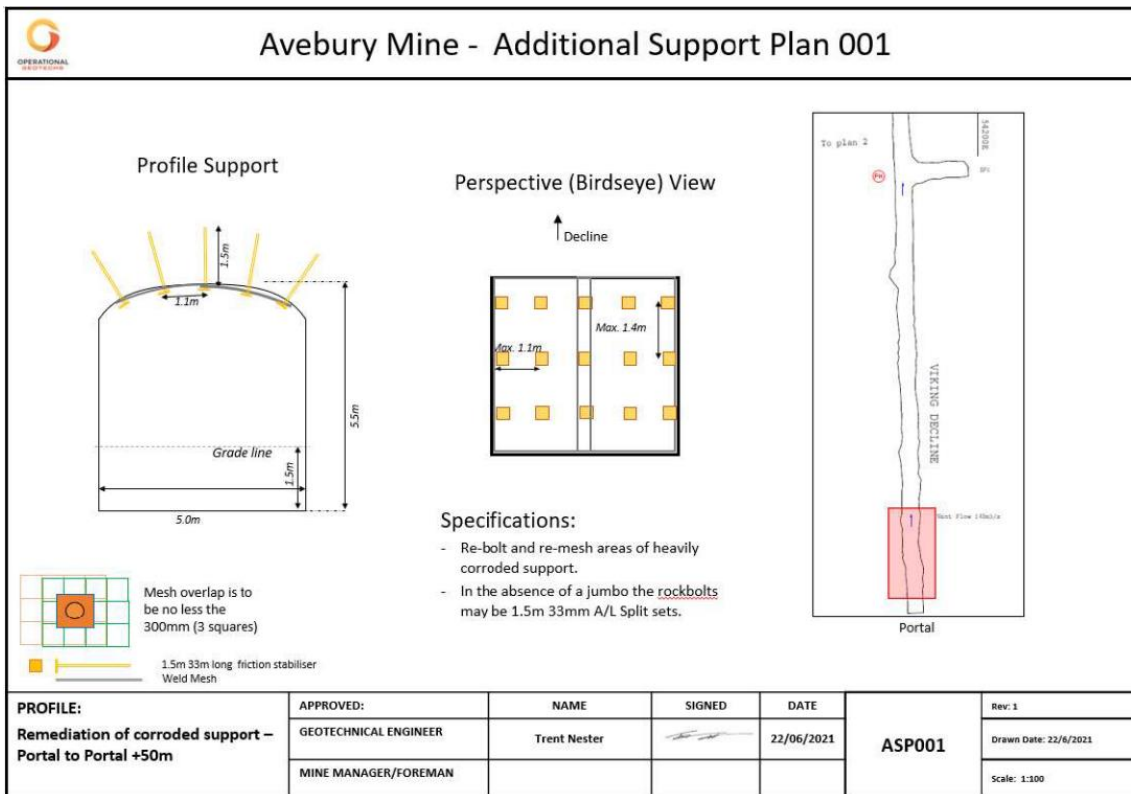 OPERATIONAL
GEOTECHS
Avebury Mine - Additional Support Plan 001
Profile Support
1.5m
1.1m
5.5m
Grade line
1.5m
5.0m
Perspective (Birdseye) View
Decline
Max. 1.4m
Max. 1.1m
Specifications:
- Re-bolt and re-mesh areas of heavily
corroded support.
- In the absence of a jumbo the rockbolts
may be 1.5m 33mm A/L Split sets.
To plan 2
54200E
VIKING DECLINE
Vent Flow
Portal
Mesh overlap is to
be no less the
300mm (3 squares)
1.5m 33m long friction stabiliser
Weld Mesh
PROFILE:
Remediation of corroded support –
Portal to Portal +50m
APPROVED: NAME SIGNED DATE
GEOTECHNICAL ENGINEER Trent Nester 22/06/2021
MINE MANAGER/FOREMAN
ASP001
Rev: 1
Drawn Date: 22/6/2021
Scale: 1:100